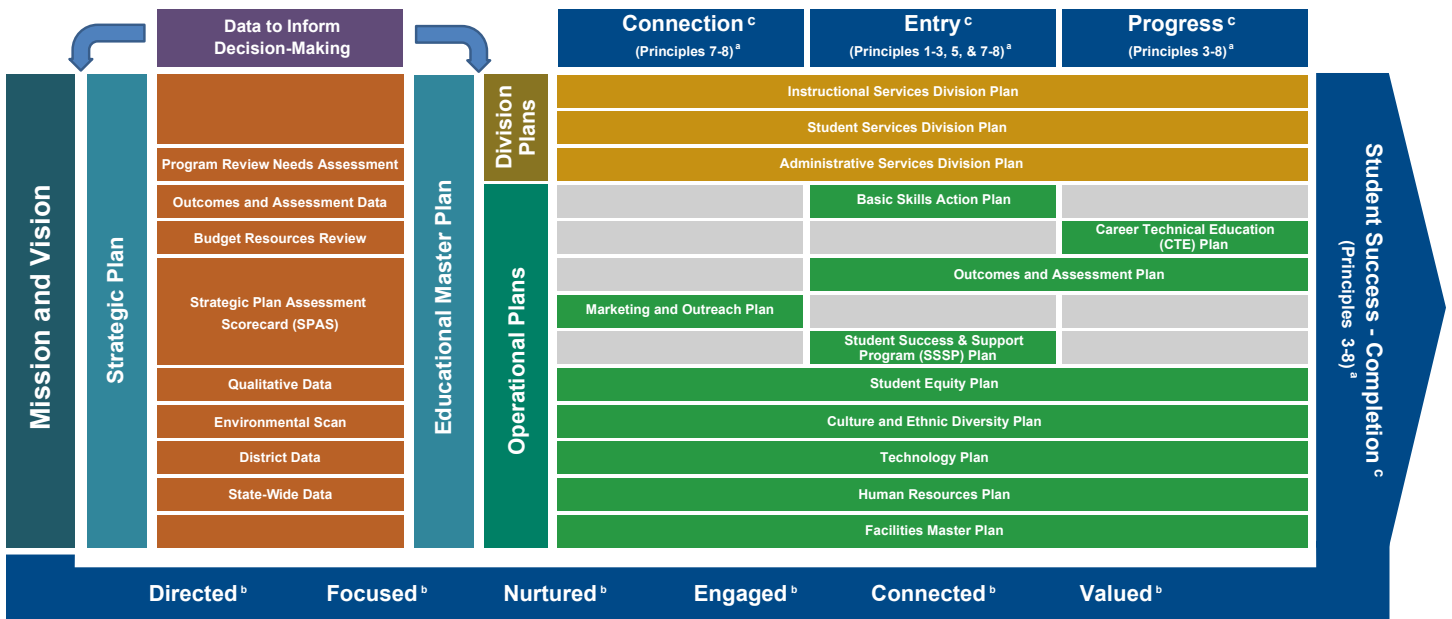 Data to Inform
Decision-Making
Connection c
(Principles 7-8) a
Entry c
(Principles 1-3, 5, & 7-8) a
Progress c
(Principles 3-8) a
Mission and Vision
Strategic Plan
Program Review Needs Assessment
Outcomes and Assessment Data
Budget Resources Review
Strategic Plan Assessment
Scorecard (SPAS)
Qualitative Data
Environmental Scan
District Data
State-Wide Data
Educational Master Plan
Division
Plans
Operational Plans
Instructional Services Division Plan
Student Services Division Plan
Administrative Services Division Plan
Basic Skills Action Plan
Career Technical Education
(CTE) Plan
Outcomes and Assessment Plan
Marketing and Outreach Plan
Student Success & Support
Program (SSSP) Plan
Student Equity Plan
Culture and Ethnic Diversity Plan
Technology Plan
Human Resources Plan
Facilities Master Plan
Student Success - Completion c
(Principles 3-8) a
Directed b
Focused b
Nurtured b
Engaged b
Connected b
Valued b